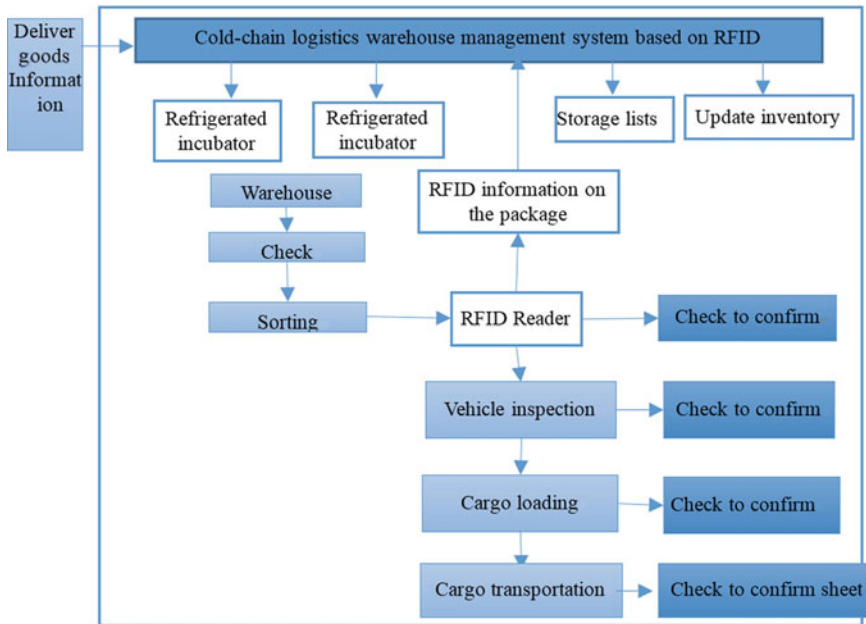 Deliver
goods
Informat
ion
Cold-chain logistics warehouse management system based on RFID
Refrigerated
incubator
Refrigerated
incubator
Storage lists
Update inventory
Warehouse
RFID information on
the package
Check
Sorting
RFID Reader
Check to confirm
Vehicle inspection
Check to confirm
Cargo loading
Check to confirm
Cargo transportation
Check to confirm sheet